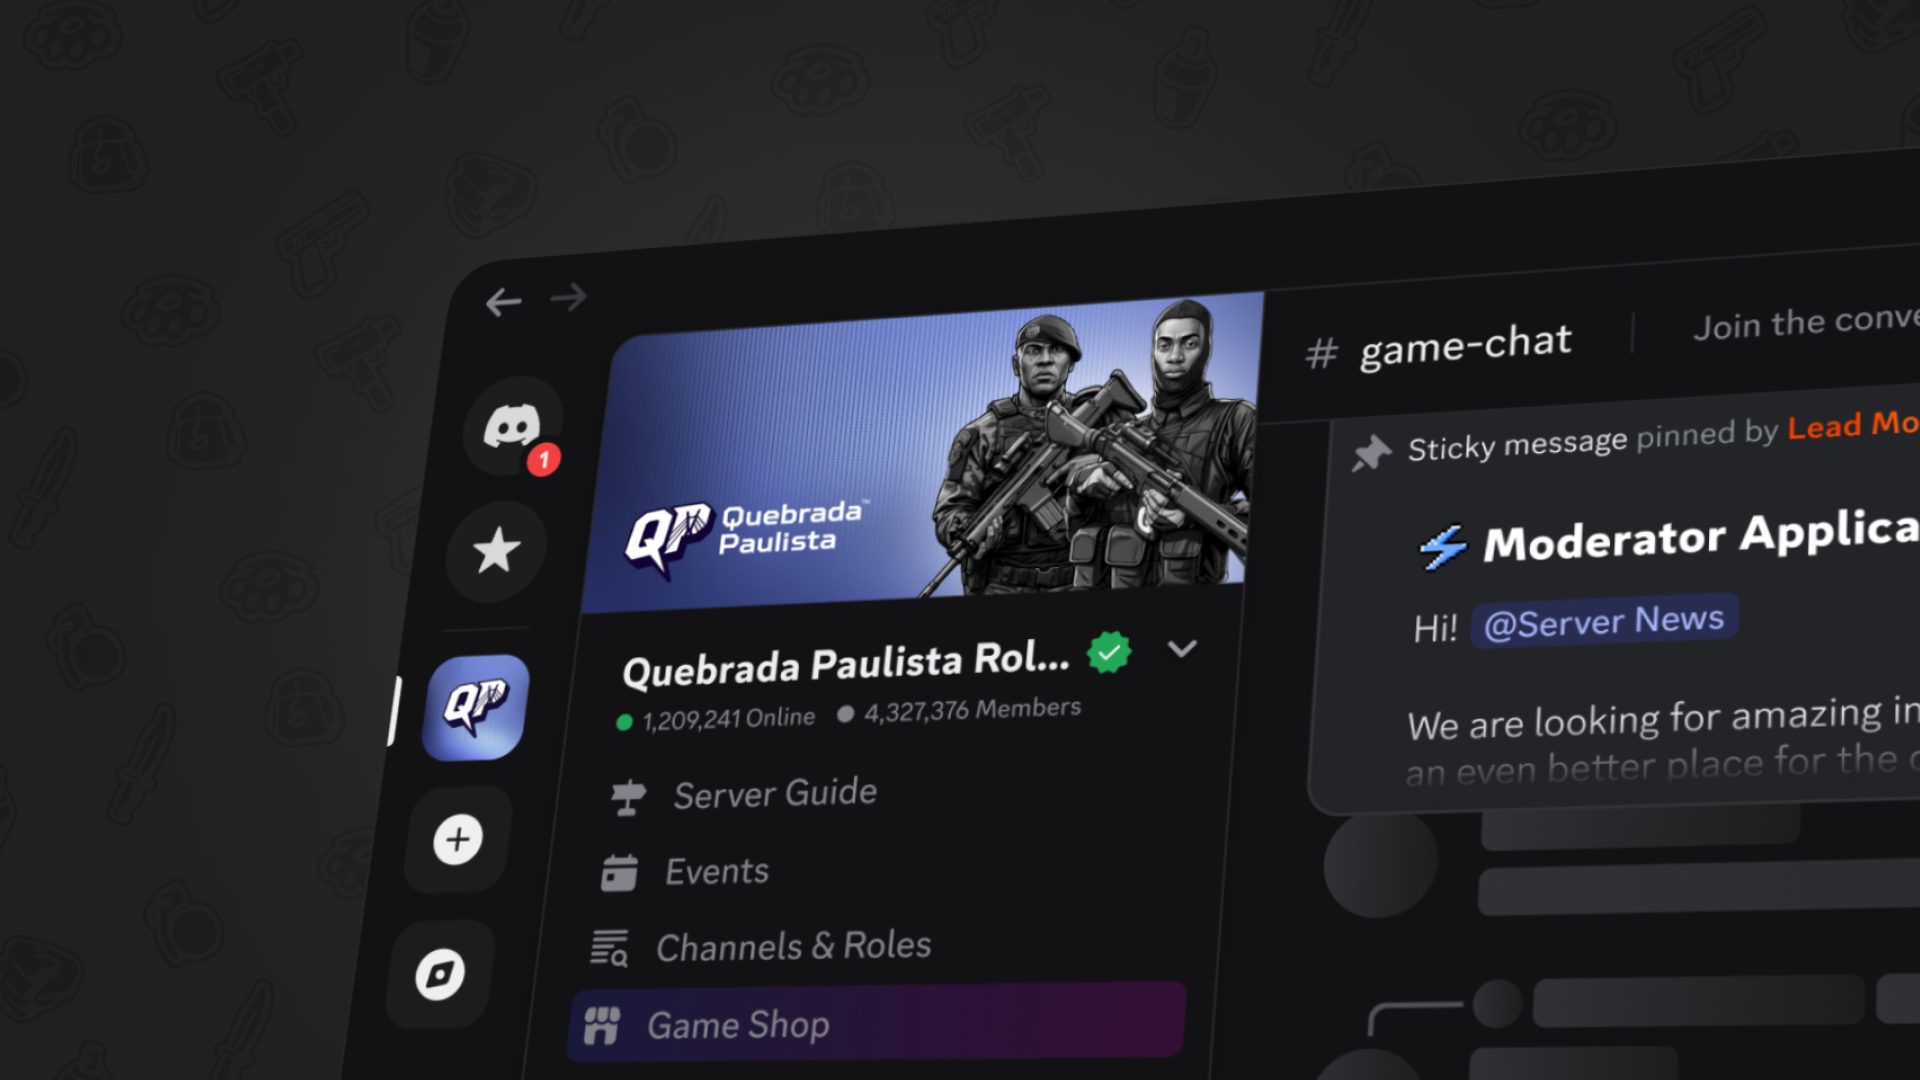 1
QP Quebrada™
Paulista
Quebrada Paulista Rol...
1,209,241 Online 4,327,376 Members
Server Guide
Events
Channels & Roles
Game Shop
QP
# game-chat
Join the conve
Sticky message pinned by Lead Mo
Moderator Applica
Hi! @Server News
We are looking for amazing in
an even better place for the c